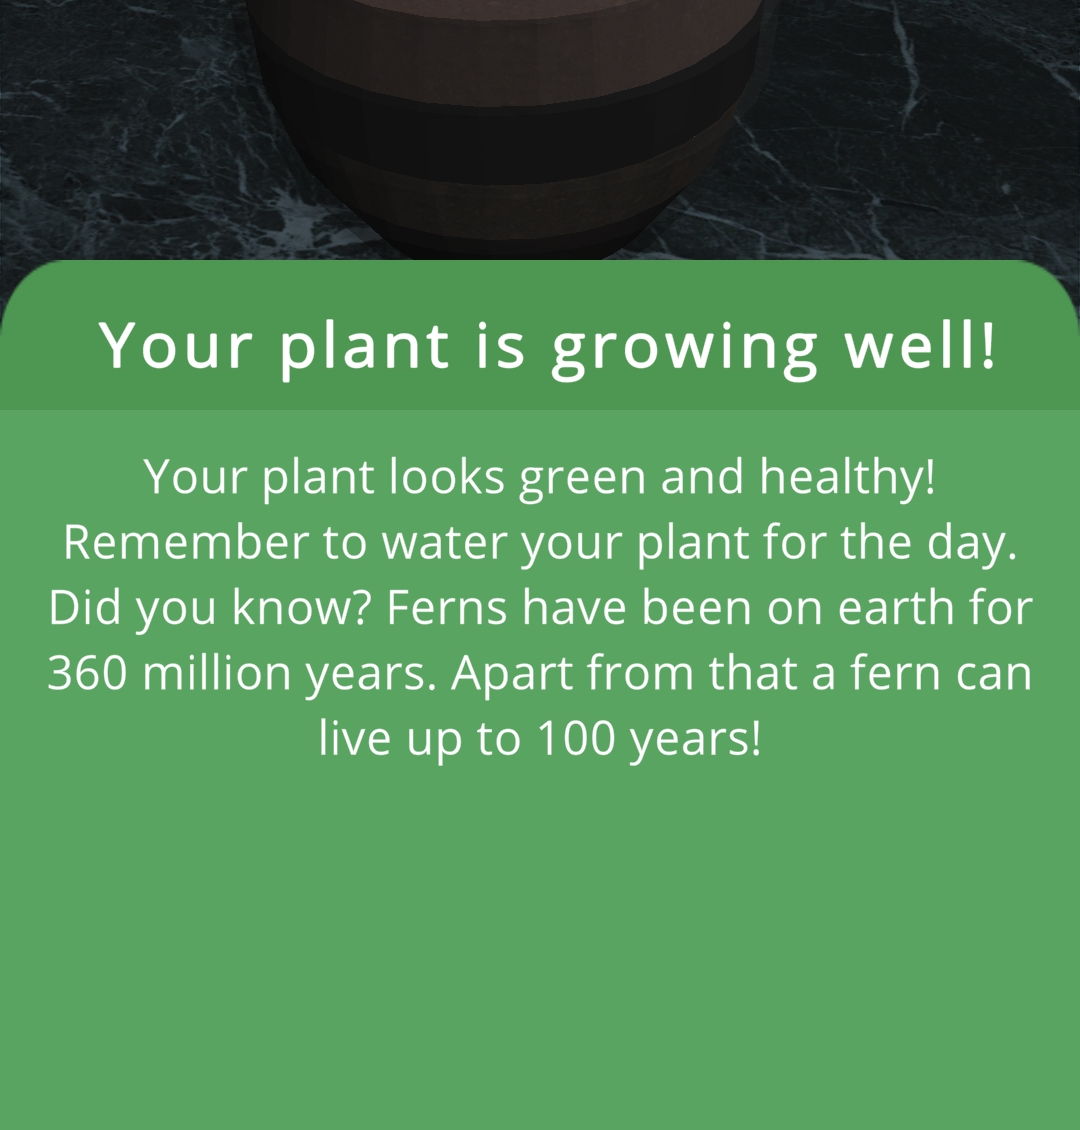 Your plant is growing well!
Your plant looks green and healthy!
Remember to water your plant for the day.
Did you know? Ferns have been on earth for
360 million years. Apart from that a fern can
live up to 100 years!